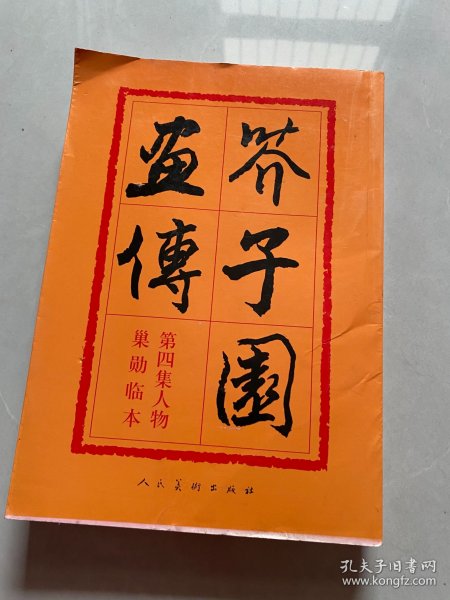 芥子園
畫傳
第四集人物
巢勋临本
人民美術出版社
孔夫子旧书网
www.kongfz.com